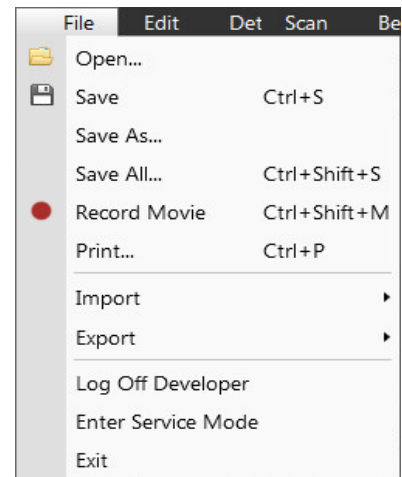 File Edit Det Scan Be
Open...
Save Ctrl+S
Save As...
Save All... Ctrl+Shift+S
Record Movie Ctrl+Shift+M
Print... Ctrl+P
Import
Export
Log Off Developer
Enter Service Mode
Exit